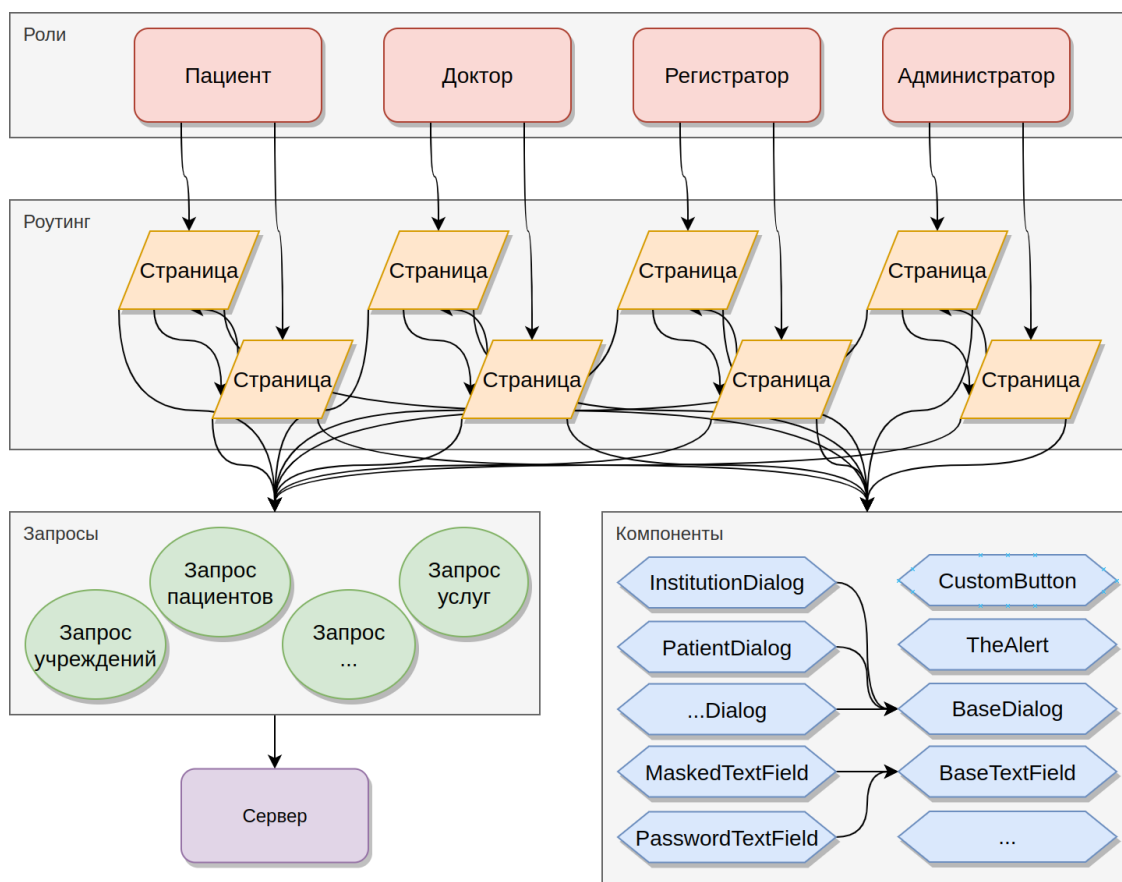 Роли
Пациент
Доктор
Регистратор
Администратор
Роутинг
Страница
Страница
Страница
Страница
Страница
Страница
Страница
Страница
Запросы
Запрос
пациентов
Запрос
услуг
Запрос
учреждений
Запрос
...
Сервер
Компоненты
InstitutionDialog
CustomButton
PatientDialog
TheAlert
...Dialog
BaseDialog
MaskedTextField
BaseTextField
PasswordTextField
...